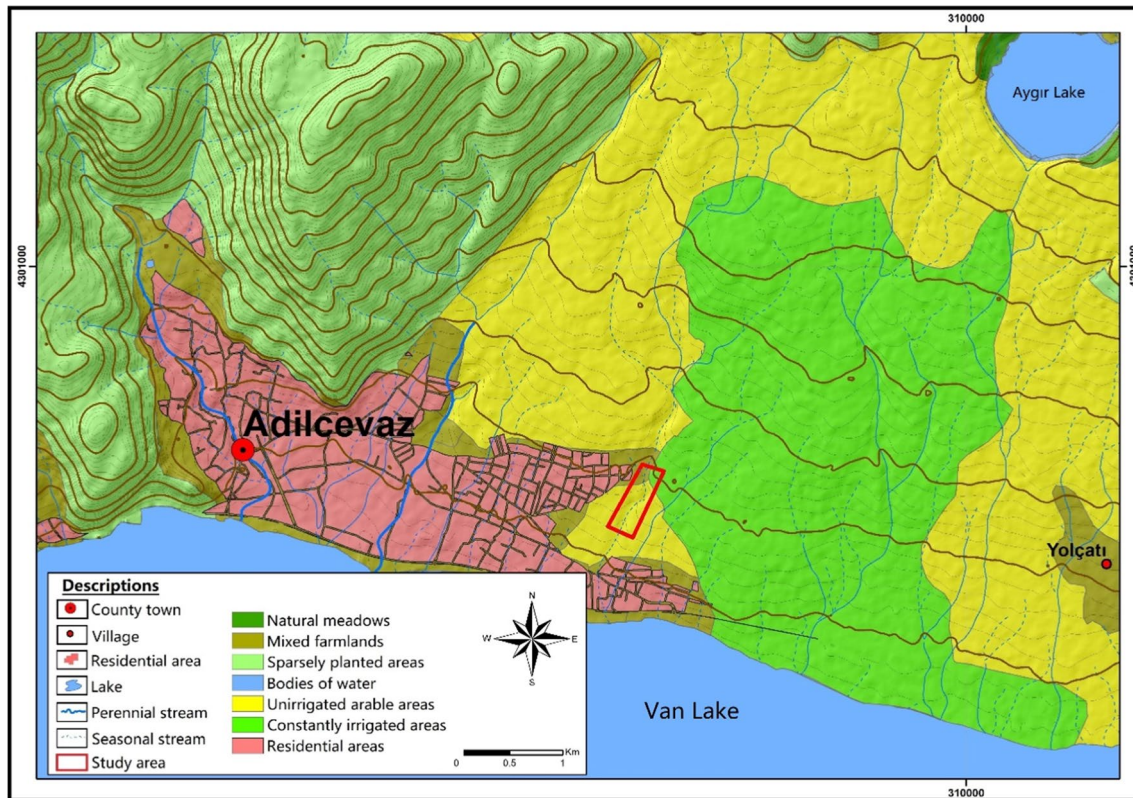 310000
Aygır Lake
4301000
4301000
Adilcevaz
Yolçatı
Van Lake
Descriptions
County town
Village
Residential area
Lake
Perennial stream
Seasonal stream
Study area
Natural meadows
Mixed farmlands
Sparsely planted areas
Bodies of water
Unirrigated arable areas
Constantly irrigated areas
Residential areas
N
W E
S
Km
0 0.5 1
310000